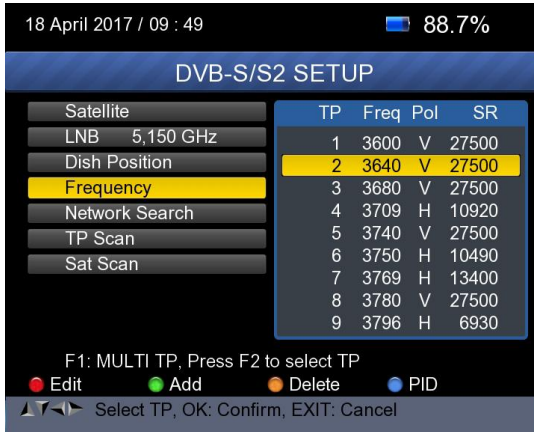 18 April 2017 / 09 : 49 88.7%
DVB-S/S2 SETUP
Satellite
LNB 5,150 GHz
Dish Position
Frequency
Network Search
TP Scan
Sat Scan
TP Freq Pol SR
1 3600 V 27500
2 3640 V 27500
3 3680 V 27500
4 3709 H 10920
5 3740 V 27500
6 3750 H 10490
7 3769 H 13400
8 3780 V 27500
9 3796 H 6930
F1: MULTI TP, Press F2 to select TP
Edit Add Delete PID
Select TP, OK: Confirm, EXIT: Cancel